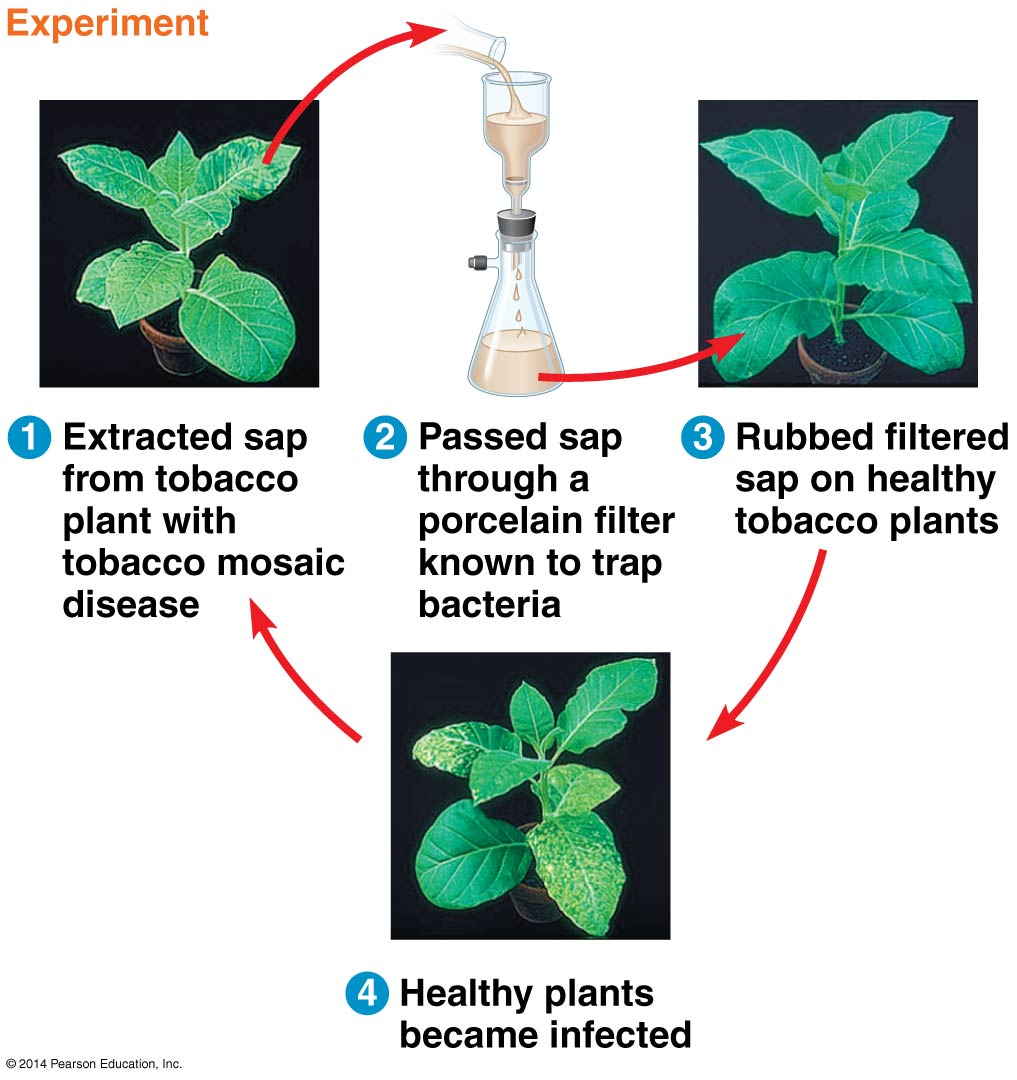 Experiment
1 Extracted sap
from tobacco
plant with
tobacco mosaic
disease
2 Passed sap
through a
porcelain filter
known to trap
bacteria
3 Rubbed filtered
sap on healthy
tobacco plants
4 Healthy plants
became infected
© 2014 Pearson Education, Inc.